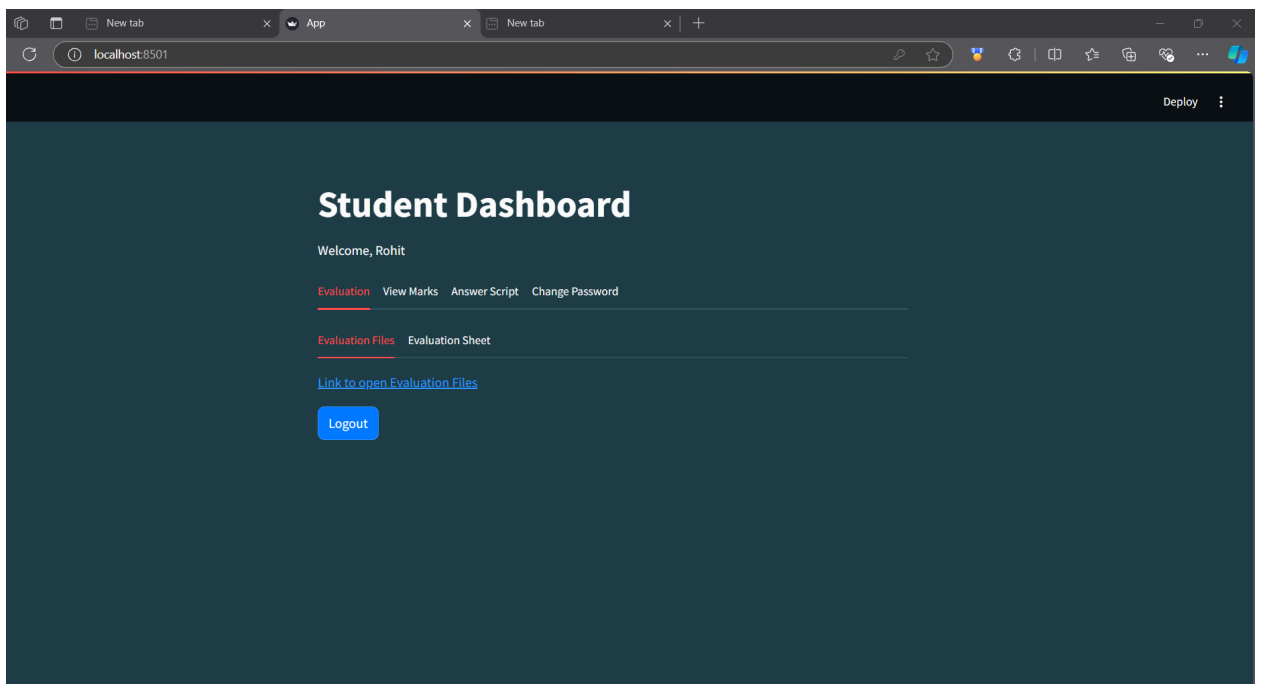 New tab App New tab
localhost:8501
Deploy
Student Dashboard
Welcome, Rohit
Evaluation View Marks Answer Script Change Password
Evaluation Files Evaluation Sheet
Link to open Evaluation Files
Logout